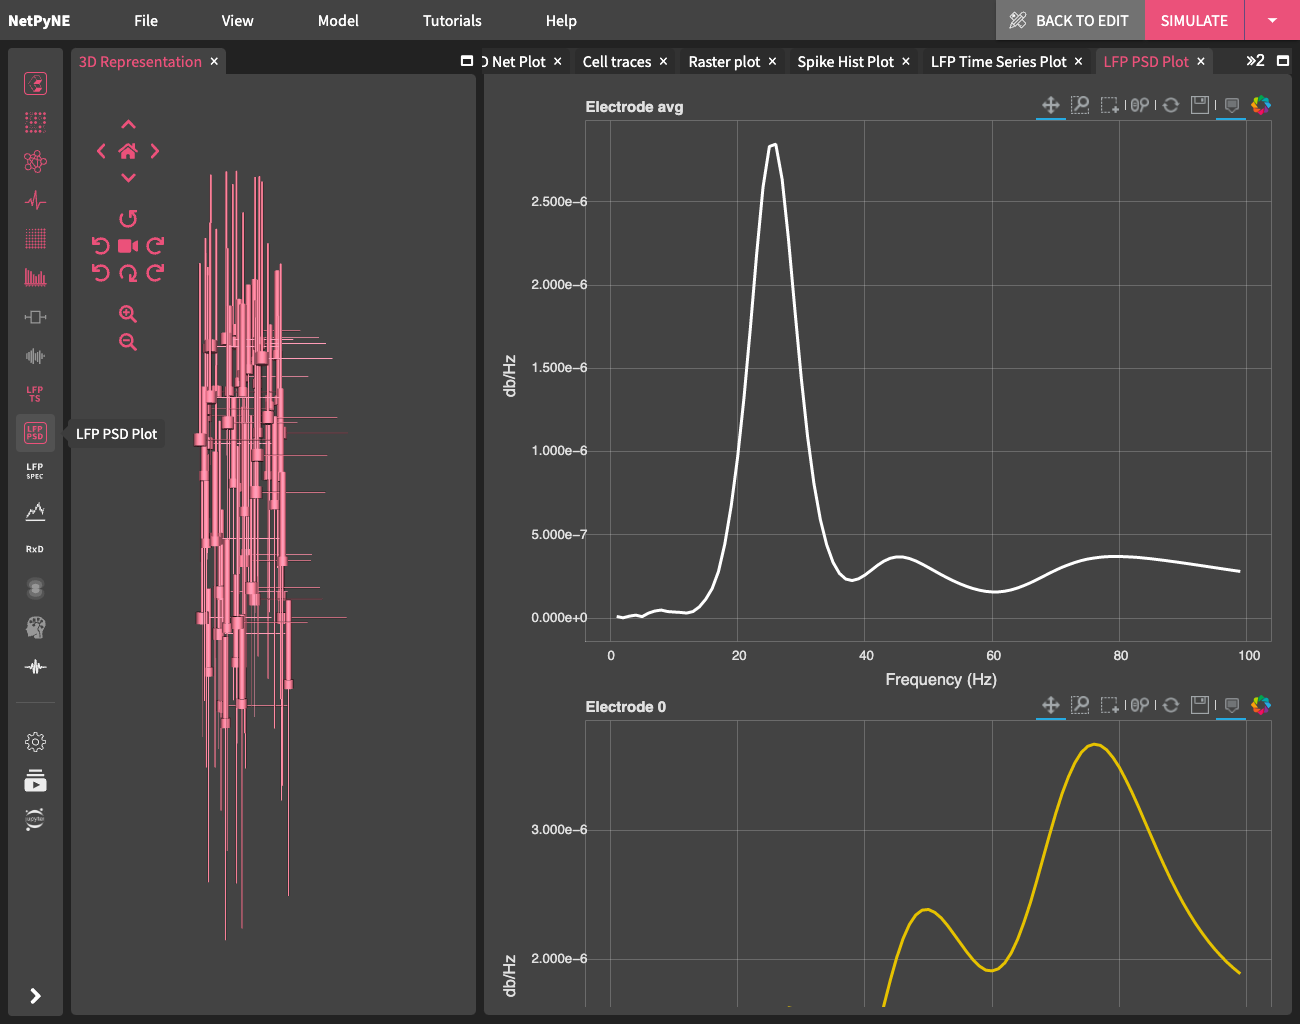 NetPyNE File View Model Tutorials Help BACK TO EDIT SIMULATE
3D Representation × D Net Plot × Cell traces × Raster plot × Spike Hist Plot × LFP Time Series Plot × LFP PSD Plot × »2
LFP
TS
LFP
PSD
LFP PSD Plot
LFP
SPEC
RxD
jupyter
Electrode avg
2.500e−6
2.000e−6
1.500e−6
1.000e−6
5.000e−7
0.000e+0
db/Hz
0 20 40 60 80 100
Frequency (Hz)
Electrode 0
3.000e−6
2.000e−6
db/Hz